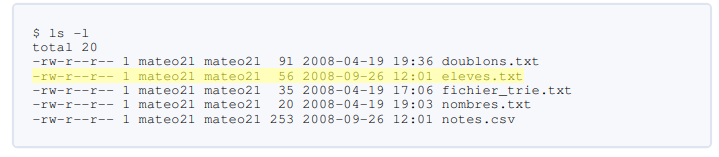 $ ls -l
total 20
-rw-r--r-- 1 mateo21 mateo21  91 2008-04-19 19:36 doublons.txt
-rw-r--r-- 1 mateo21 mateo21  56 2008-09-26 12:01 eleves.txt
-rw-r--r-- 1 mateo21 mateo21  35 2008-04-19 17:06 fichier_trie.txt
-rw-r--r-- 1 mateo21 mateo21  20 2008-04-19 19:03 nombres.txt
-rw-r--r-- 1 mateo21 mateo21 253 2008-09-26 12:01 notes.csv